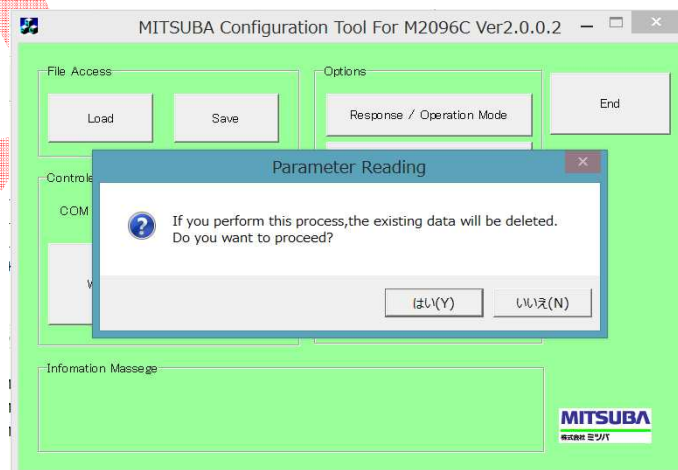 MITSUBA Configuration Tool For M2096C Ver2.0.0.2
File Access
Options
Load
Save
Response / Operation Mode
End
Parameter Reading
COM
If you perform this process,the existing data will be deleted.
Do you want to proceed?
はい(Y)
いいえ(N)
Infomation Massege
MITSUBA
株式会社 ミツバ